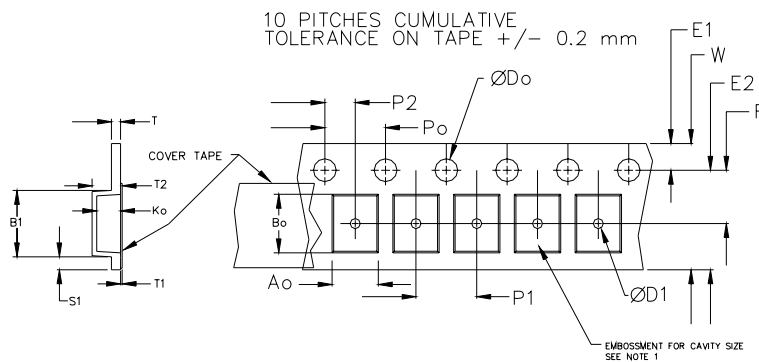 10 PITCHES CUMULATIVE
TOLERANCE ON TAPE +/- 0.2 mm
E1
W
E2
F
ØDo
P2
Po
T
COVER TAPE
T2
Ko
B1
Bo
S1
T1
Ao
P1
ØD1
EMBOSSMENT FOR CAVITY SIZE
SEE NOTE 1